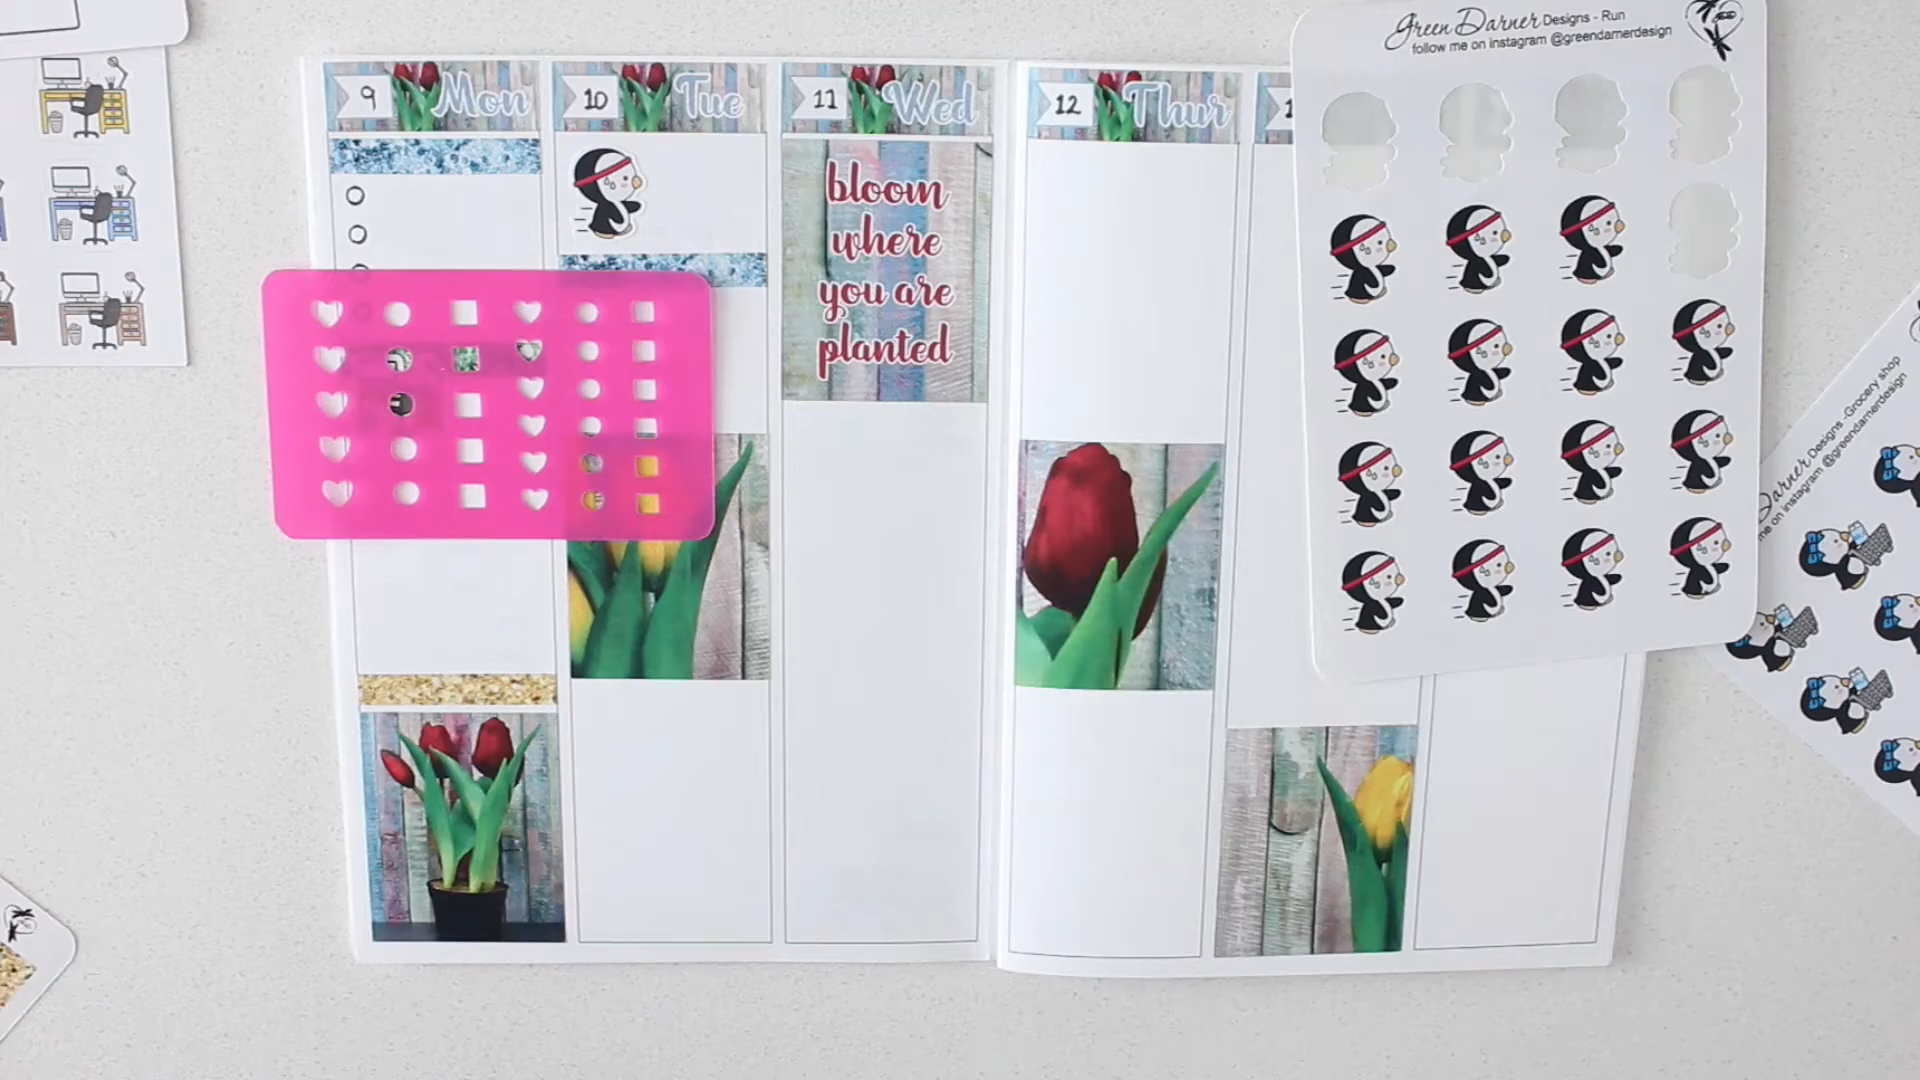 Green Darner Designs - Run
follow me on instagram @greendarnerdesign
9 Mon
10 Tue
11 Wed
12 Thur
bloom
where
you are
planted
Darner Designs -Grocery shop
me on instagram @greendarnerdesign